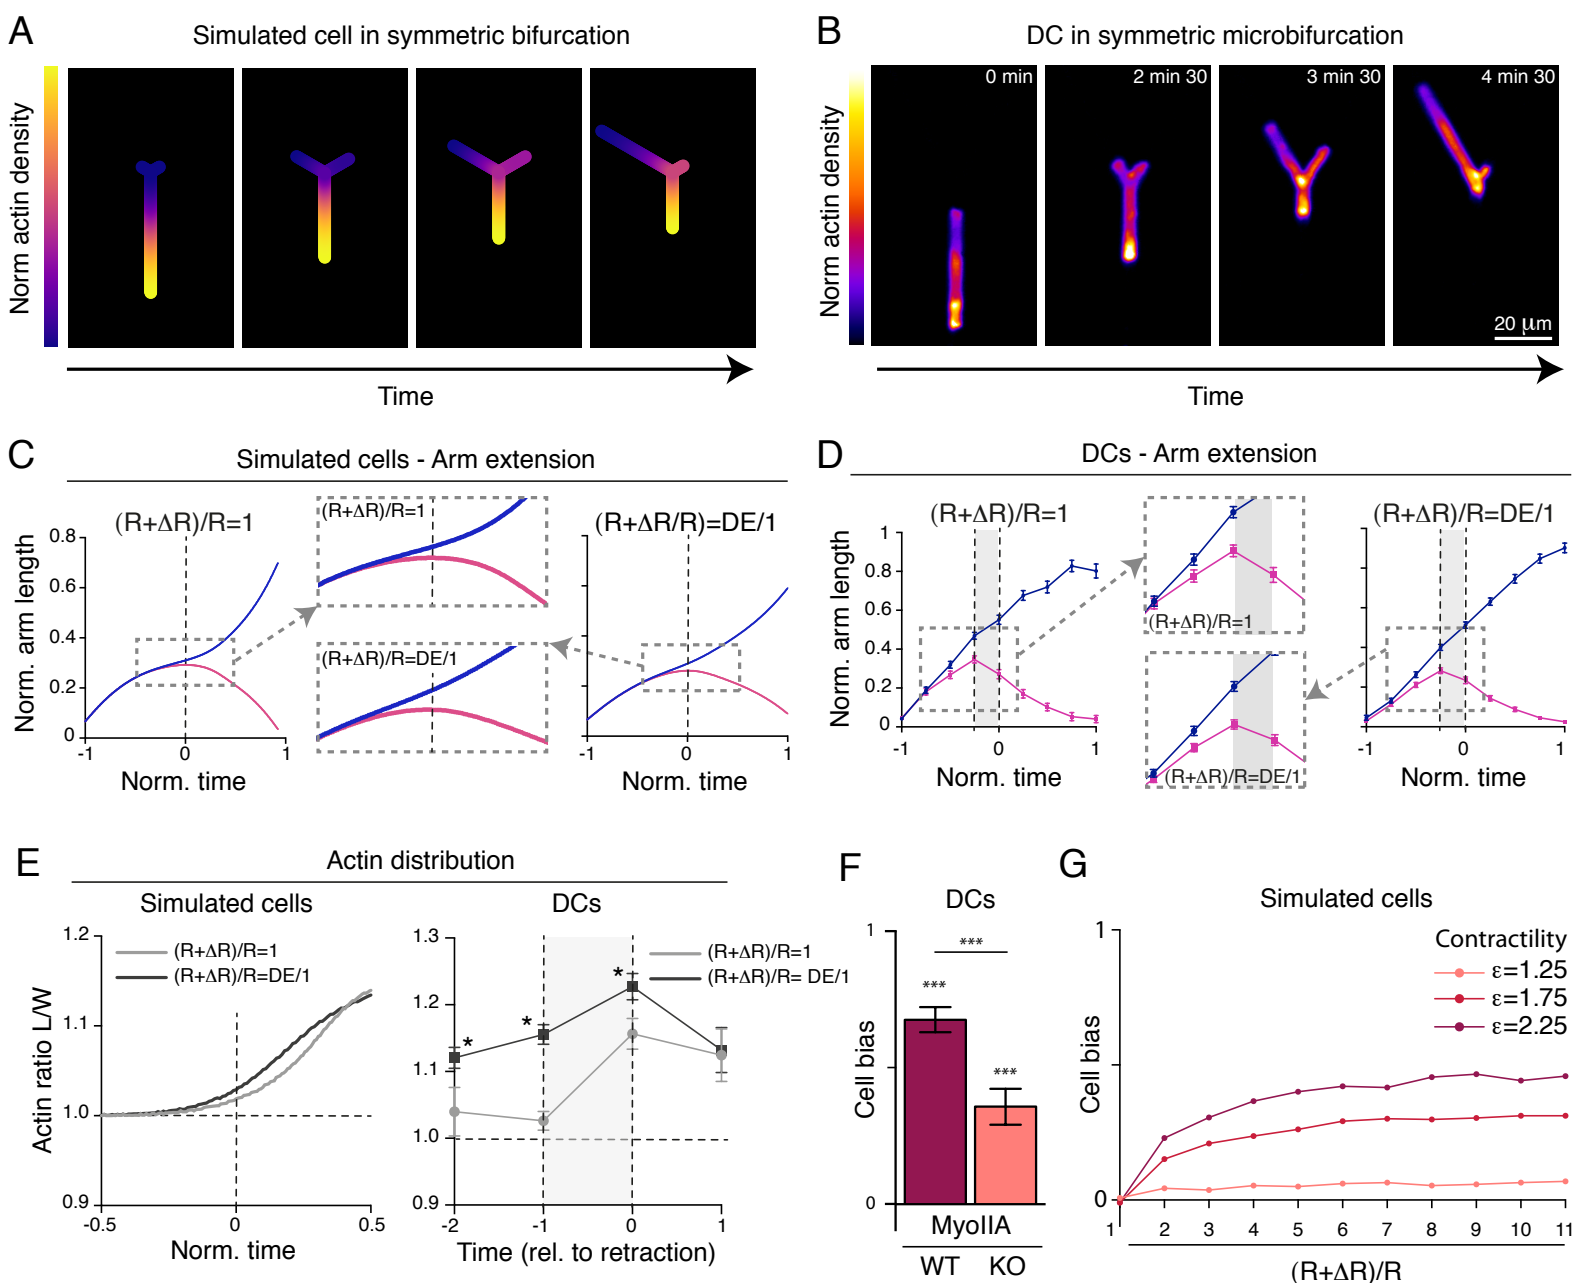 A
Simulated cell in symmetric bifurcation
Norm actin density
Time
B
DC in symmetric microbifurcation
Norm actin density
0 min
2 min 30
3 min 30
4 min 30
20 μm
Time
C
Simulated cells - Arm extension
(R+ΔR)/R=1
(R+ΔR)/R=1
(R+ΔR/R)=DE/1
(R+ΔR)/R=DE/1
Norm. arm length
0.8
0.6
0.4
0.2
0
-1
0
1
Norm. time
-1
0
1
Norm. time
D
DCs - Arm extension
(R+ΔR)/R=1
(R+ΔR)/R=DE/1
(R+ΔR)/R=1
(R+ΔR)/R=DE/1
Norm. arm length
1
0.8
0.6
0.4
0.2
0
-1
0
1
Norm. time
-1
0
1
Norm. time
E
Actin distribution
Simulated cells
(R+ΔR)/R=1
(R+ΔR)/R=DE/1
Actin ratio L/W
1.2
1.1
1.0
0.9
-0.5
0
0.5
Norm. time
DCs
(R+ΔR)/R=1
(R+ΔR)/R= DE/1
1.3
1.2
1.1
1.0
0.9
*
*
*
-2
-1
0
1
Time (rel. to retraction)
F
DCs
Cell bias
1
0
***
***
***
MyoIIA
WT KO
G
Simulated cells
Contractility
ε=1.25
ε=1.75
ε=2.25
Cell bias
1
0
1 2 3 4 5 6 7 8 9 10 11
(R+ΔR)/R